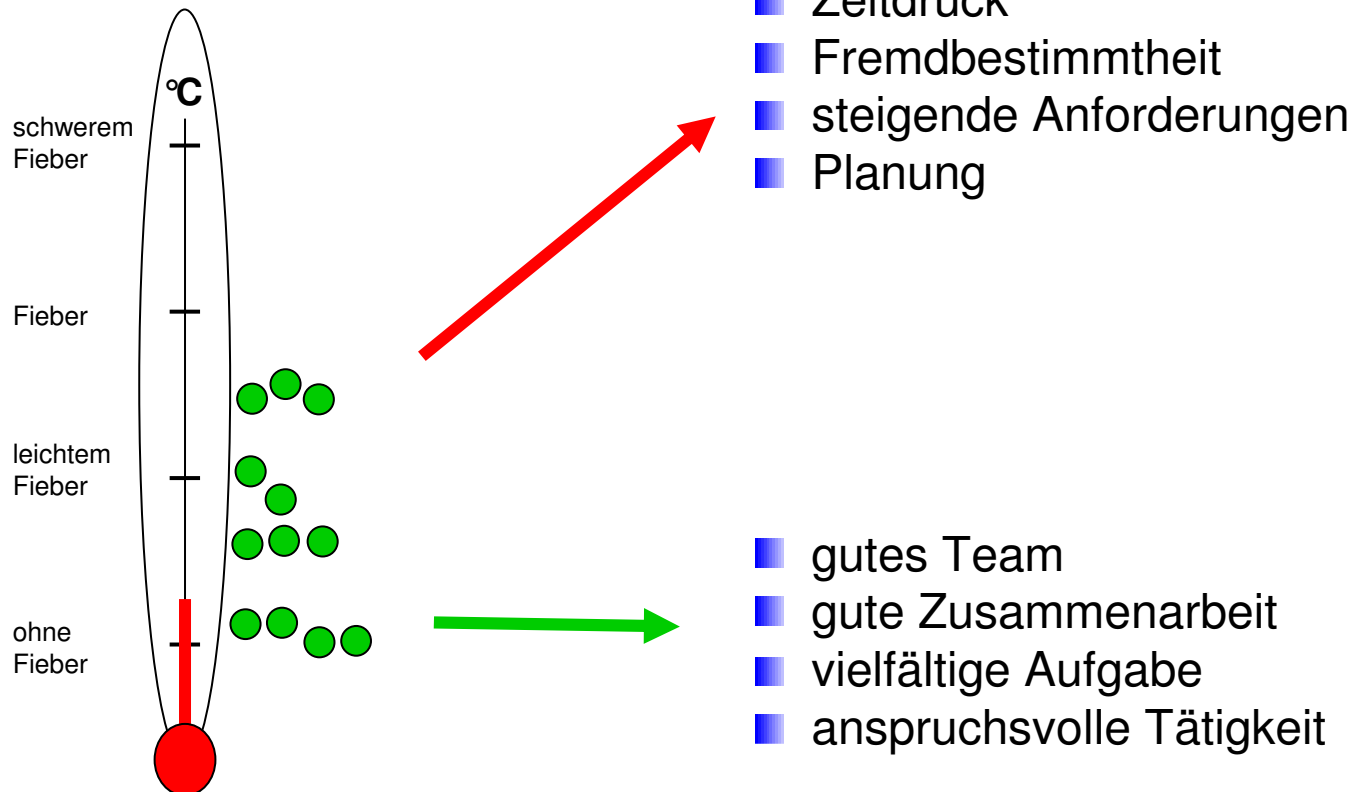 Zeitdruck
Fremdbestimmtheit
steigende Anforderungen
Planung
°C
schwerem
Fieber
Fieber
leichtem
Fieber
ohne
Fieber
gutes Team
gute Zusammenarbeit
vielfältige Aufgabe
anspruchsvolle Tätigkeit